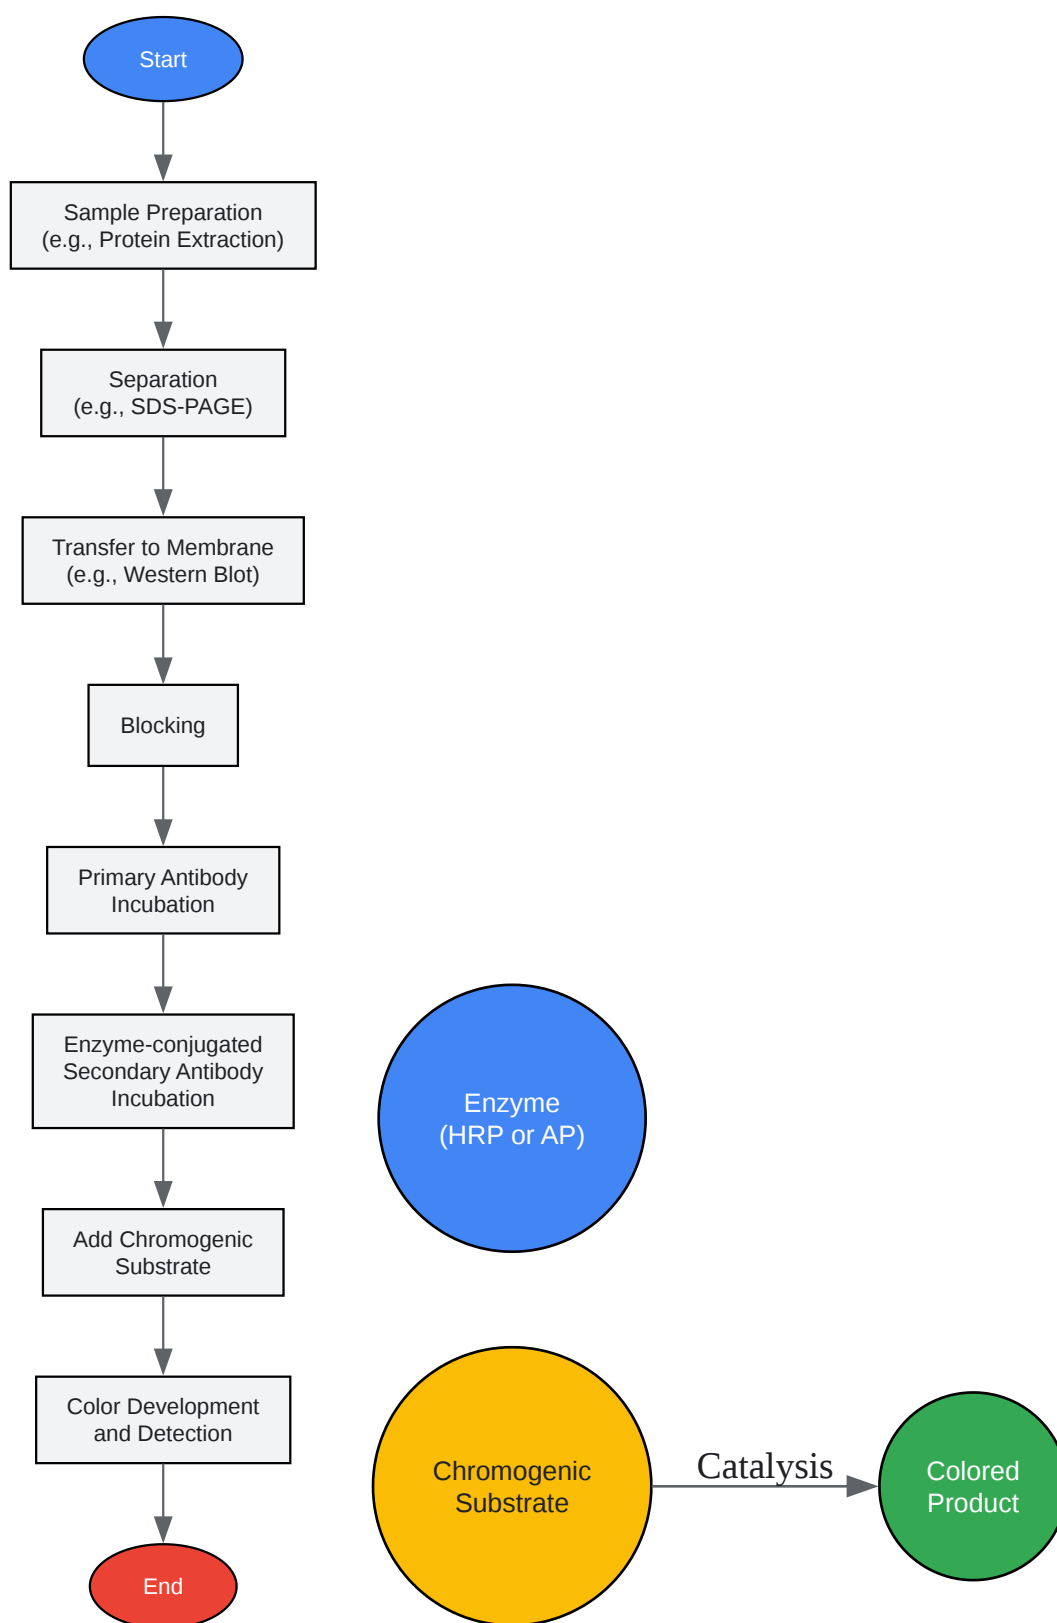 Start
Sample Preparation
(e.g., Protein Extraction)
Separation
(e.g., SDS-PAGE)
Transfer to Membrane
(e.g., Western Blot)
Blocking
Primary Antibody
Incubation
Enzyme-conjugated
Secondary Antibody
Incubation
Add Chromogenic
Substrate
Color Development
and Detection
End
Enzyme
(HRP or AP)
Chromogenic
Substrate
Catalysis
Colored
Product